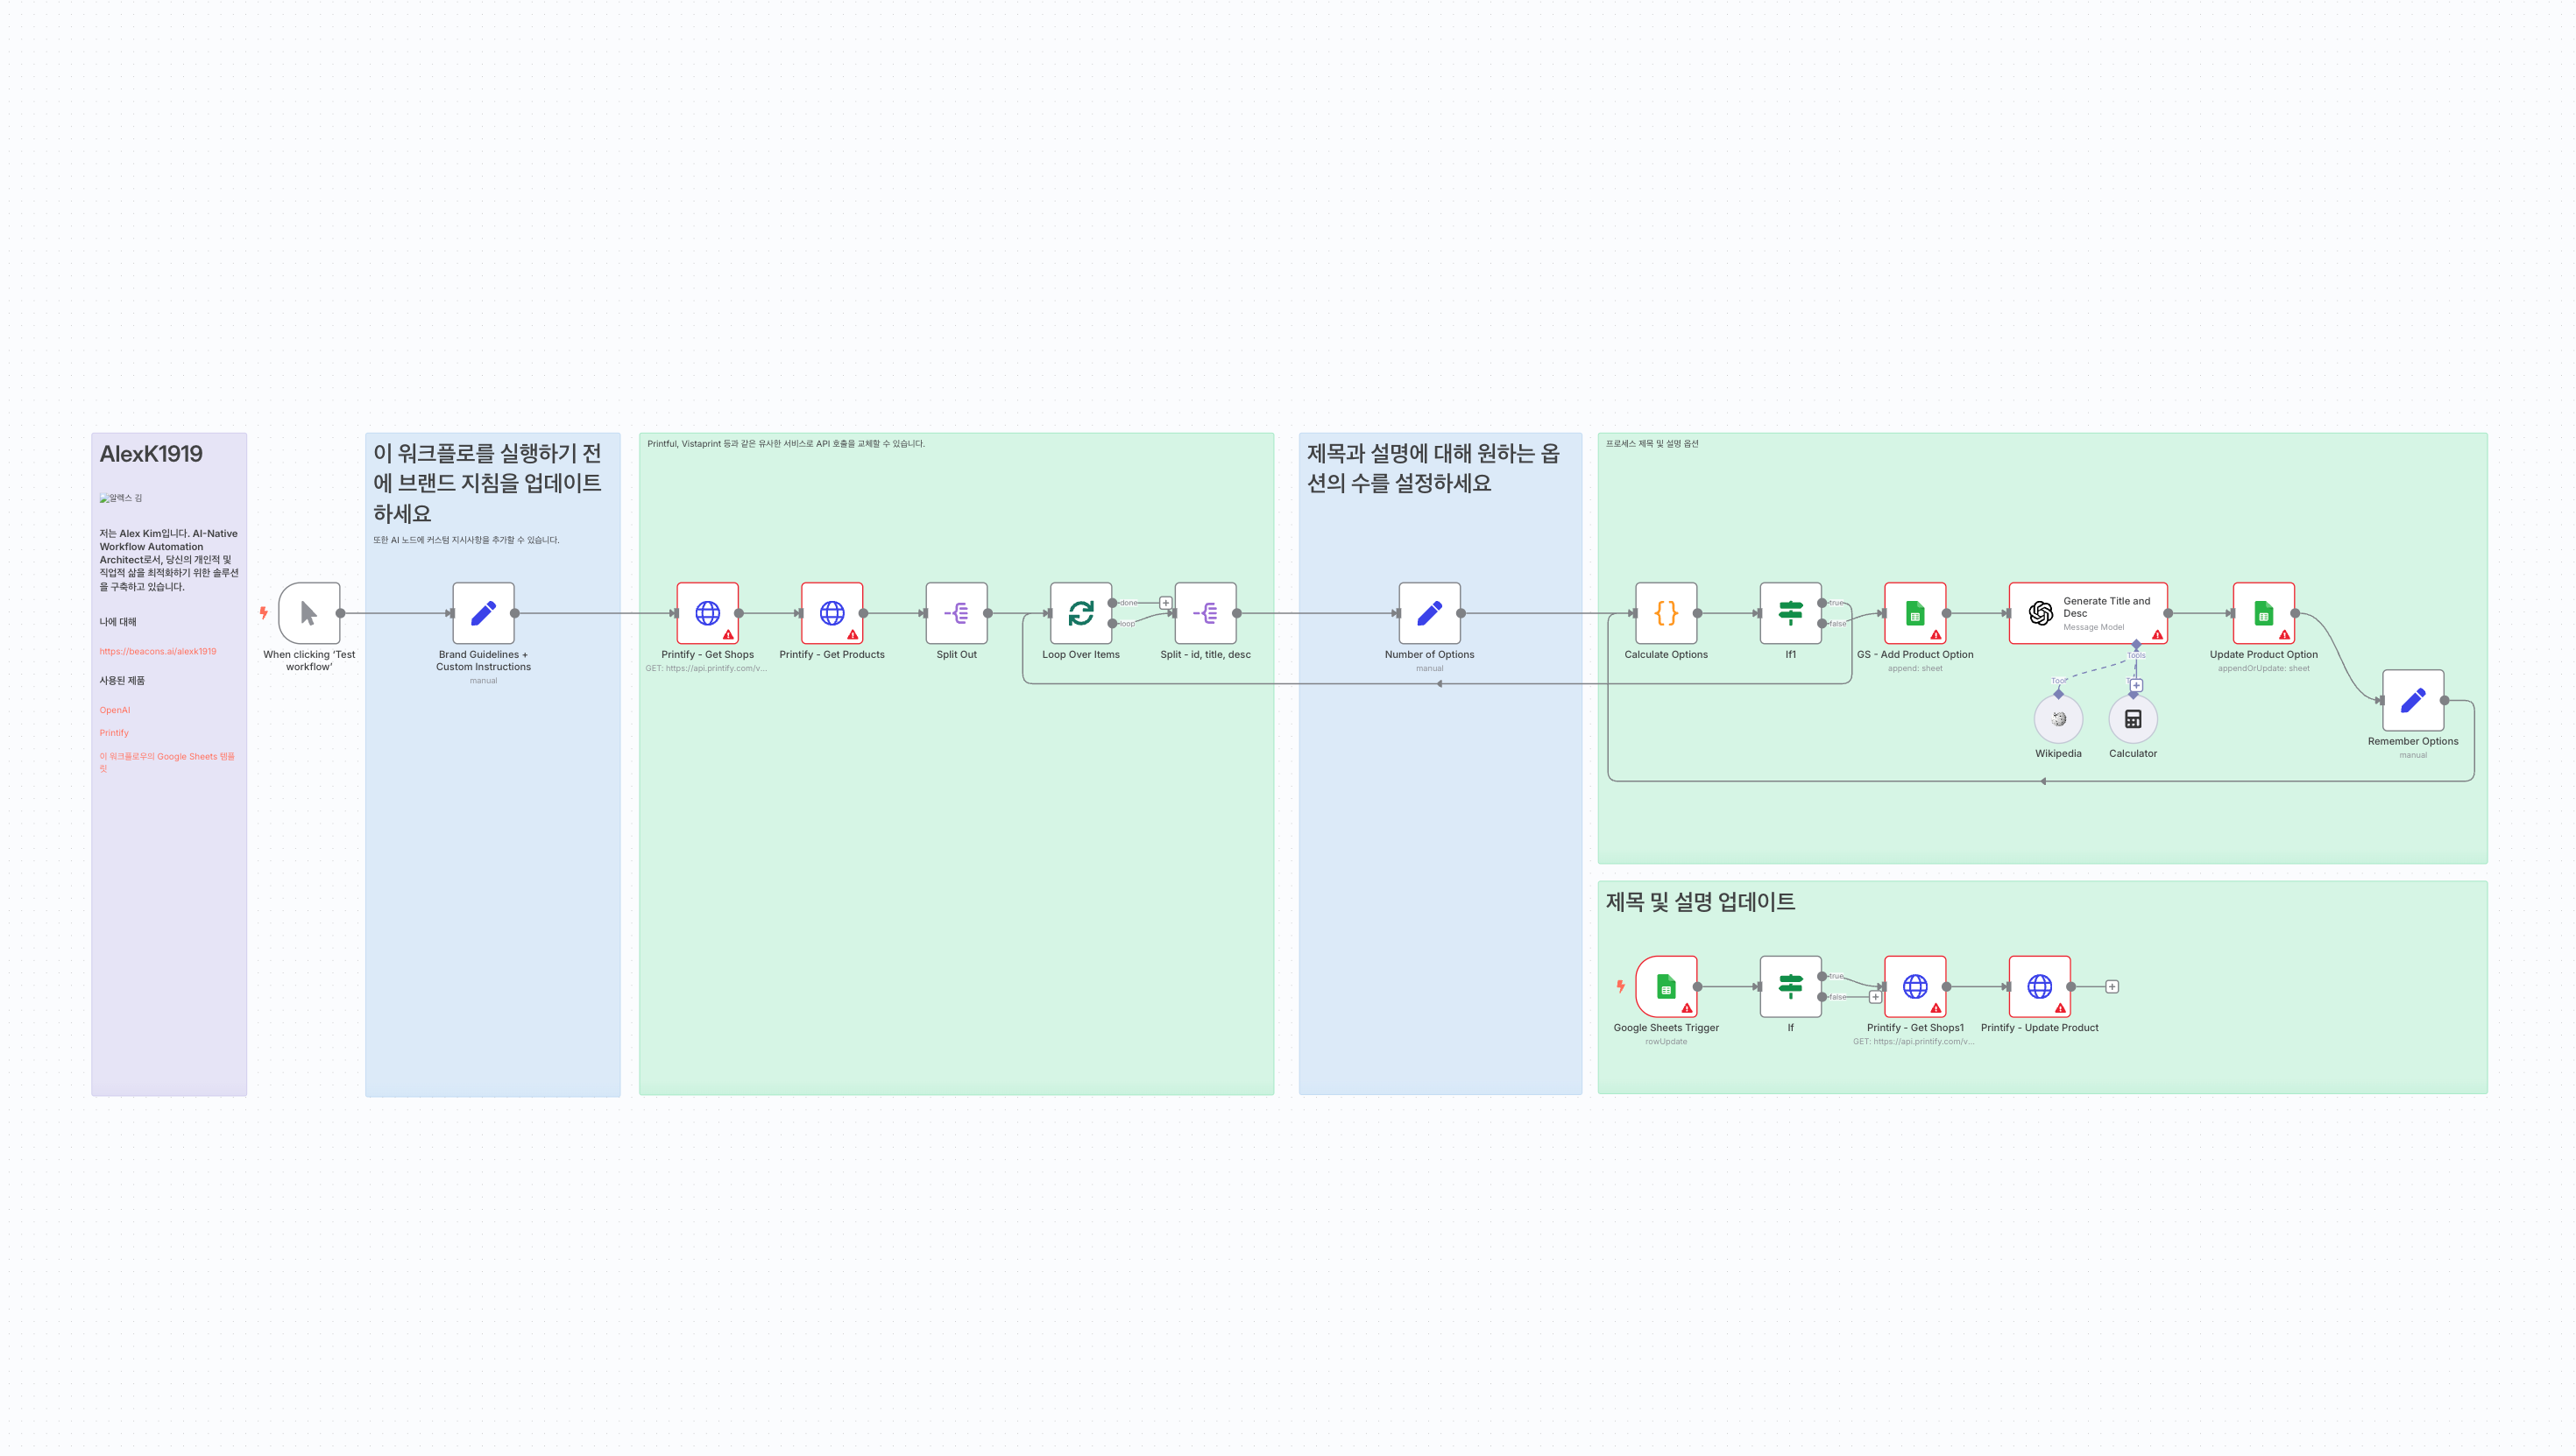 AlexK1919
알렉스 김
저는 Alex Kim입니다. AI-Native
Workflow Automation
Architect로서, 당신의 개인적 및
직업적 삶을 최적화하기 위한 솔루션
을 구축하고 있습니다.
나에 대해
https://beacons.ai/alexk1919
사용된 제품
OpenAI
Printify
이 워크플로우의 Google Sheets 템플
릿
When clicking ‘Test
workflow’
이 워크플로를 실행하기 전
에 브랜드 지침을 업데이트
하세요
또한 AI 노드에 커스텀 지시사항을 추가할 수 있습니다.
Brand Guidelines +
Custom Instructions
manual
Printful, Vistaprint 등과 같은 유사한 서비스로 API 호출을 교체할 수 있습니다.
Printify - Get Shops
GET: https://api.printify.com/v...
Printify - Get Products
Split Out
done
loop
Loop Over Items
Split - id, title, desc
제목과 설명에 대해 원하는 옵
션의 수를 설정하세요
Number of Options
manual
프로세스 제목 및 설명 옵션
Calculate Options
true
false
If1
GS - Add Product Option
append: sheet
Generate Title and
Desc
Message Model
Tools
Tool
Wikipedia
Calculator
Update Product Option
appendOrUpdate: sheet
Remember Options
manual
제목 및 설명 업데이트
Google Sheets Trigger
rowUpdate
true
false
If
Printify - Get Shops1
GET: https://api.printify.com/v...
Printify - Update Product